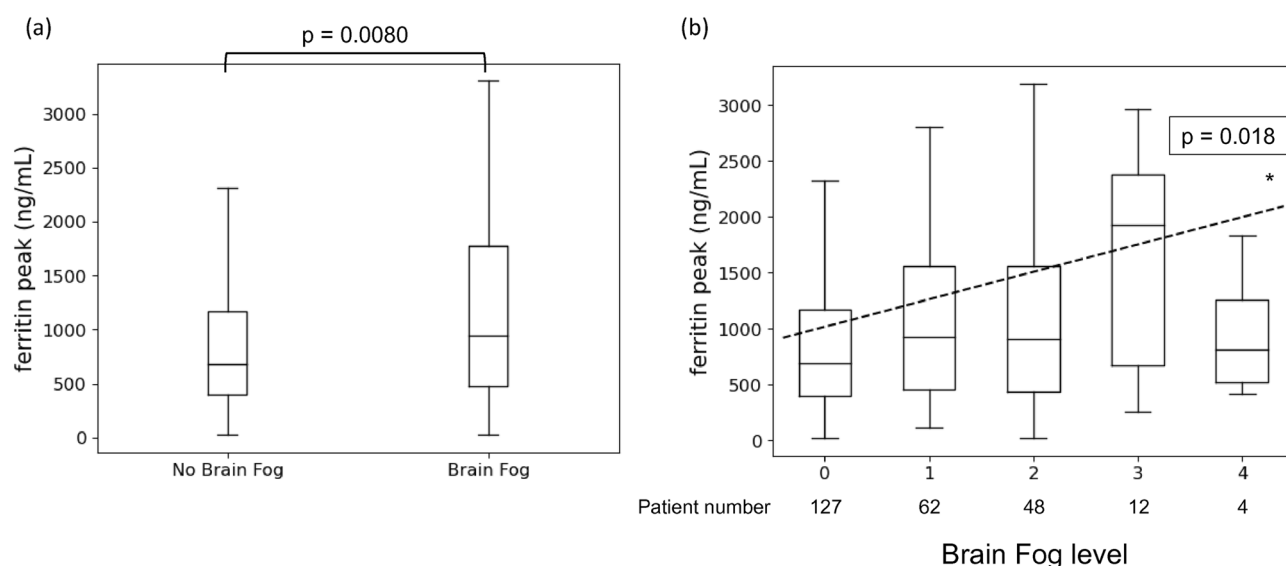 (a)
p = 0.0080
ferritin peak (ng/mL)
3000
2500
2000
1500
1000
500
0
No Brain Fog
Brain Fog
(b)
p = 0.018
*
ferritin peak (ng/mL)
3000
2500
2000
1500
1000
500
0
0 1 2 3 4
Patient number 127 62 48 12 4
Brain Fog level